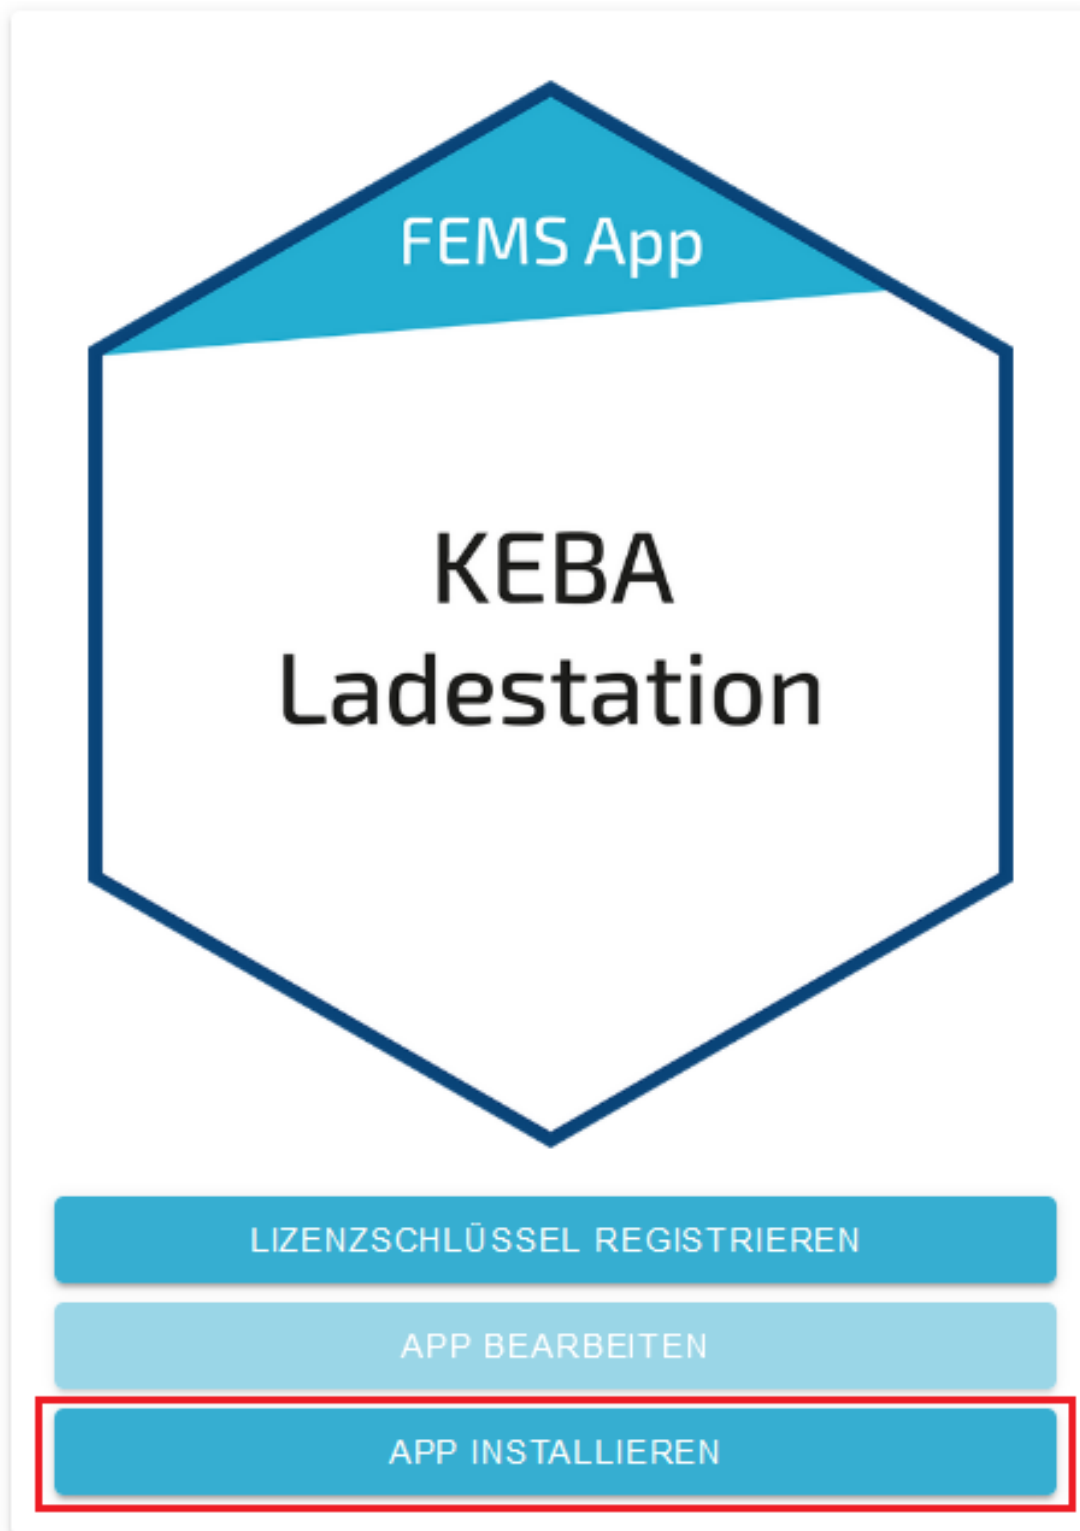 FEMS App
KEBA
Ladestation
LIZENZSCHLÜSSEL REGISTRIEREN
APP BEARBEITEN
APP INSTALLIEREN